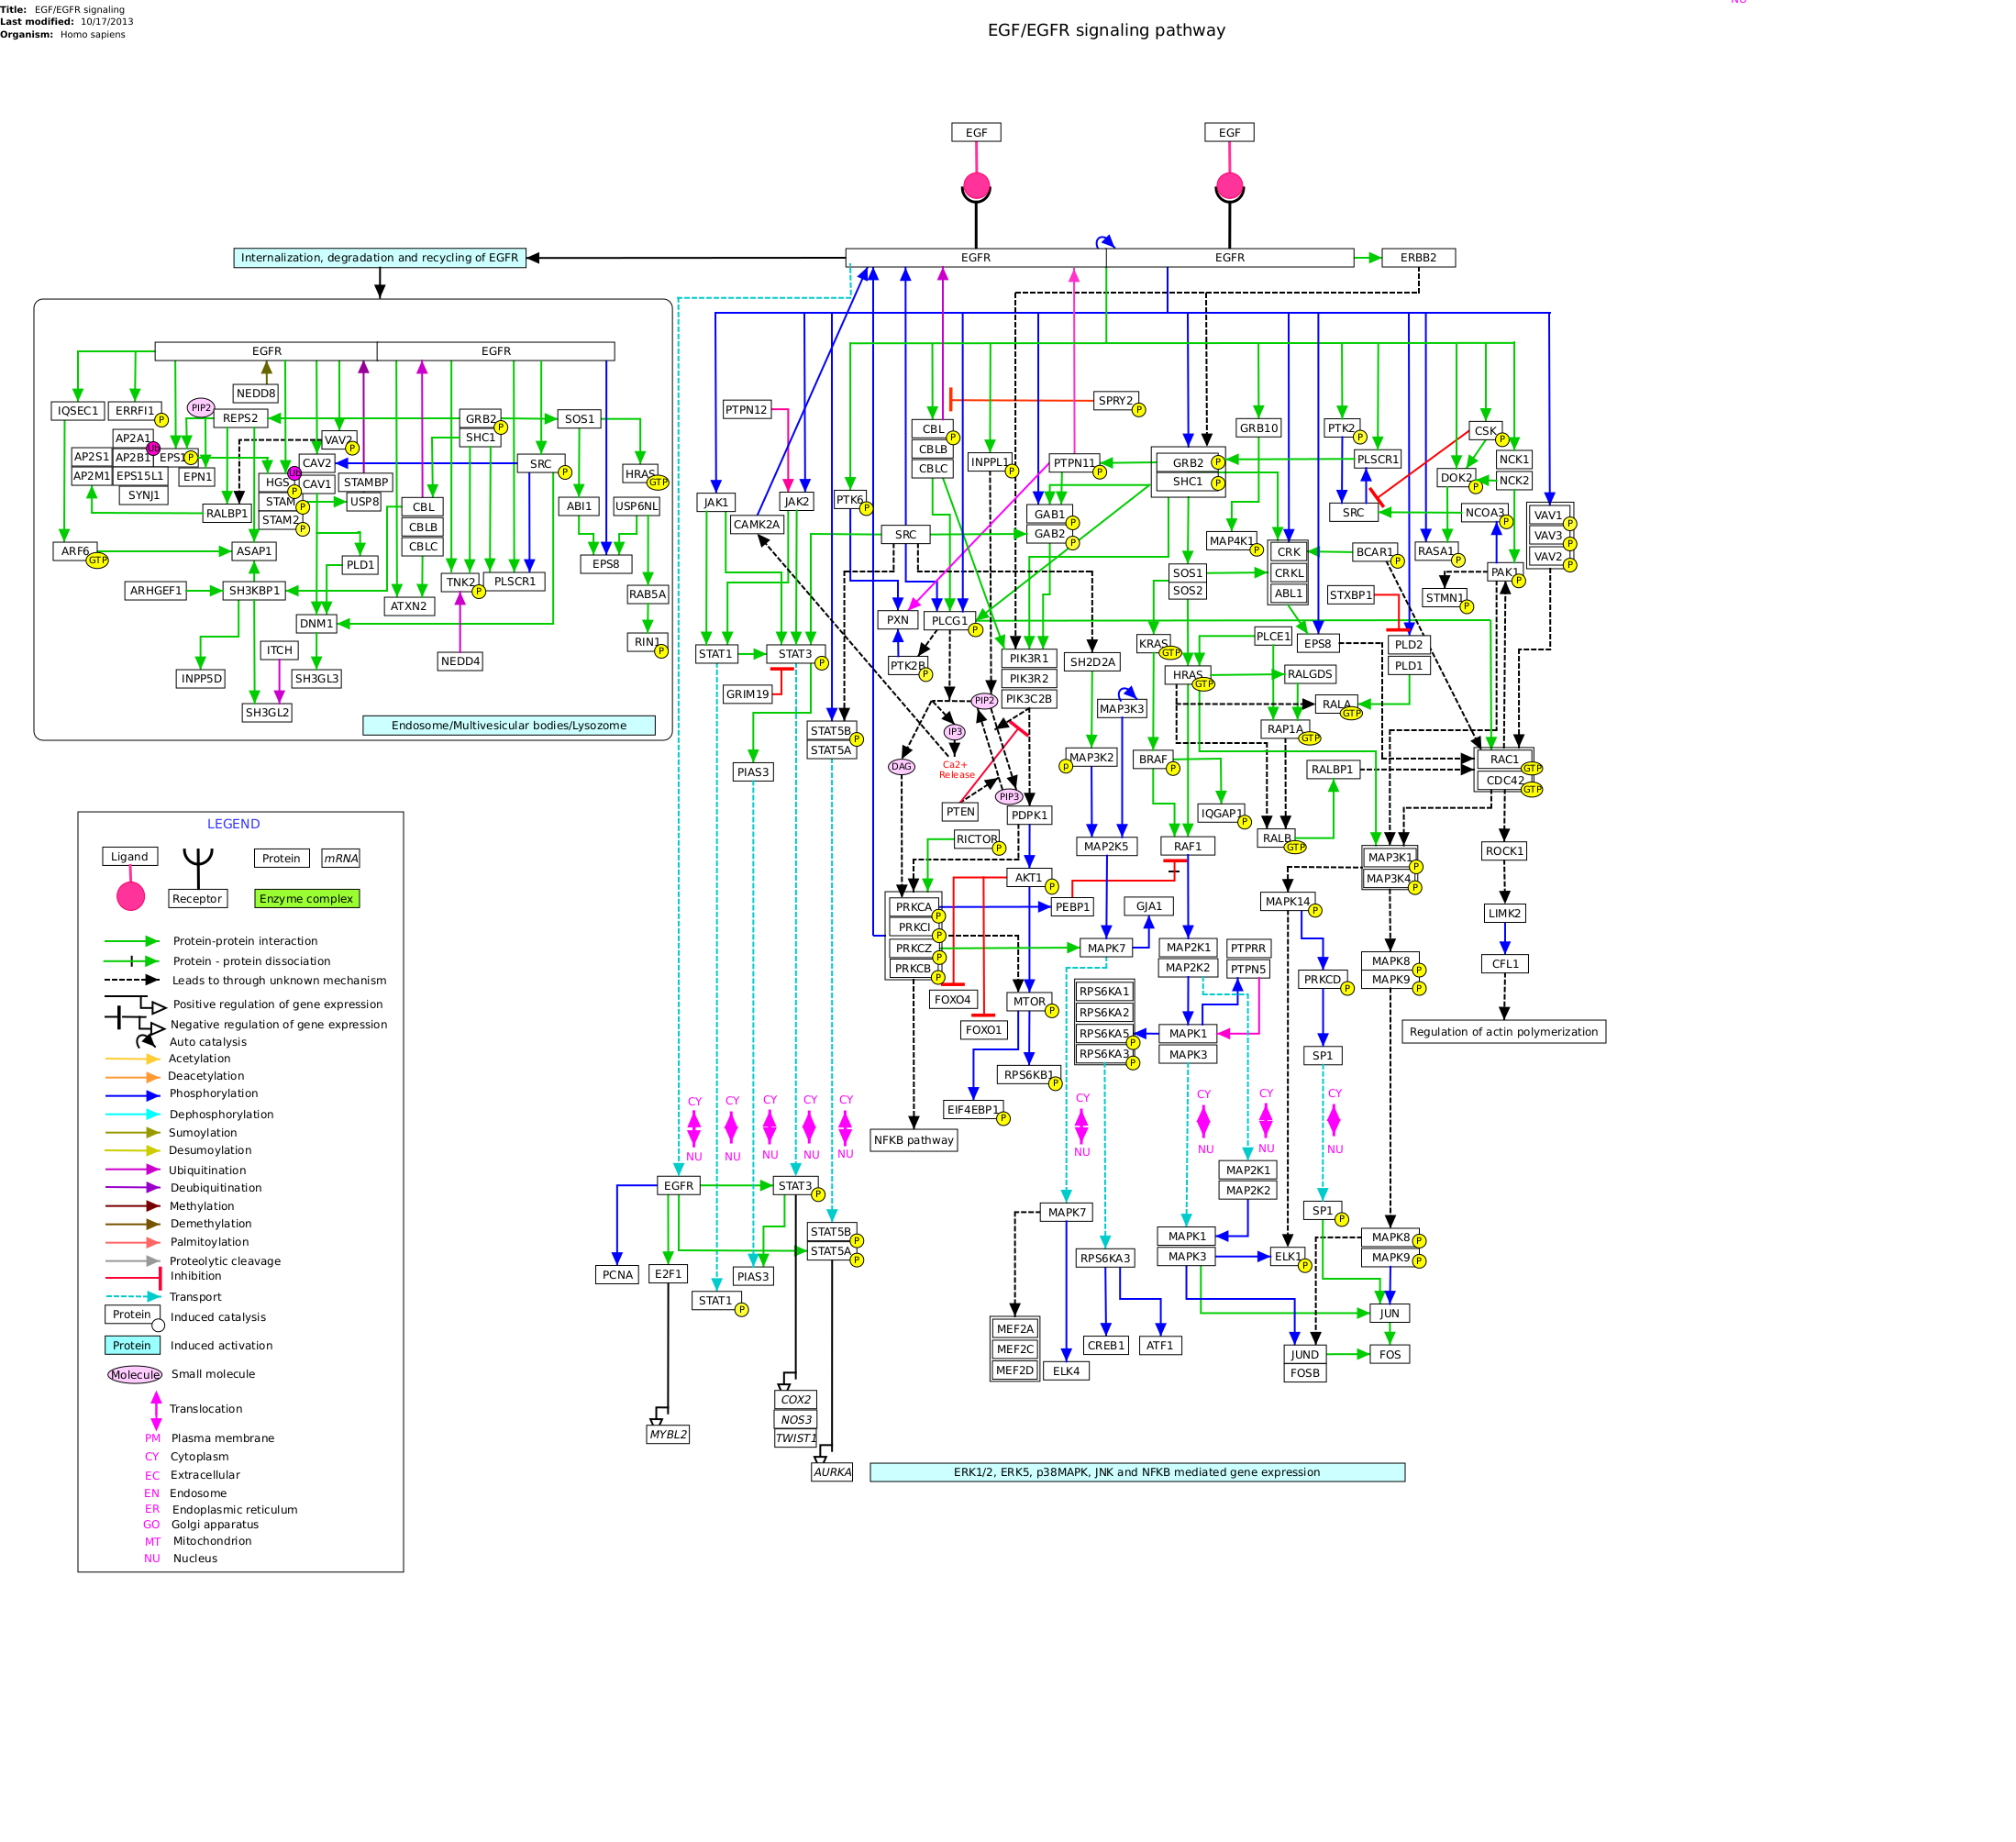 NU
Title: EGF/EGFR signaling
Last modified: 10/17/2013
Organism: Homo sapiens
EGF/EGFR signaling pathway
EGF
EGF
Internalization, degradation and recycling of EGFR
EGFR
EGFR
ERBB2
EGFR
EGFR
NEDD8
IQSEC1
ERRFI1
P
PIP2
REPS2
GRB2
P
SHC1
SOS1
AP2A1
Ub
AP2S1
AP2B1
P
AP2M1
EPS15L1
EPN1
SYNJ1
VAV2
P
CAV2
Ub
HGS
P
CAV1
STAMBP
STAM
P
USP8
STAM2
P
RALBP1
CBL
CBLB
CBLC
SRC
P
HRAS
GTP
ABI1
USP6NL
ARF6
GTP
ASAP1
PLD1
EPS8
TNK2
P
PLSCR1
ARHGEF1
SH3KBP1
ATXN2
RAB5A
DNM1
RIN1
P
ITCH
NEDD4
INPP5D
SH3GL3
SH3GL2
Endosome/Multivesicular bodies/Lysozome
PTPN12
SPRY2
P
CBL
P
CBLB
CBLC
GRB10
PTK2
P
CSK
P
INPPL1
P
PTPN11
P
GRB2
P
SHC1
P
PLSCR1
NCK1
DOK2
P
NCK2
JAK1
JAK2
PTK6
P
CAMK2A
SRC
GAB1
P
GAB2
P
SRC
NCOA3
P
VAV1
P
VAV3
P
VAV2
P
MAP4K1
P
CRK
CRKL
ABL1
BCAR1
P
RASA1
P
PAK1
P
SOS1
SOS2
STXBP1
STMN1
P
PXN
PLCG1
P
KRAS
GTP
PLCE1
EPS8
PLD2
PLD1
STAT1
STAT3
P
PTK2B
P
PIK3R1
PIK3R2
PIK3C2B
SH2D2A
HRAS
GTP
RALGDS
GRIM19
PIP2
MAP3K3
RALA
GTP
STAT5B
P
STAT5A
IP3
RAP1A
GTP
DAG
Ca2+
Release
MAP3K2
p
BRAF
P
RALBP1
RAC1
GTP
CDC42
GTP
PIAS3
PIP3
PTEN
PDPK1
IQGAP1
P
RICTOR
P
MAP2K5
RAF1
RALB
GTP
ROCK1
MAP3K1
P
MAP3K4
P
AKT1
P
PRKCA
P
PRKCI
P
PRKCZ
P
PRKCB
P
PEBP1
GJA1
MAPK14
P
LIMK2
MAPK7
MAP2K1
MAP2K2
PTPRR
PTPN5
CFL1
MAPK8
P
MAPK9
P
PRKCD
P
FOXO4
MTOR
P
RPS6KA1
RPS6KA2
RPS6KA5
P
RPS6KA3
P
FOXO1
MAPK1
MAPK3
Regulation of actin polymerization
SP1
RPS6KB1
P
EIF4EBP1
P
NFKB pathway
CY
NU
CY
NU
CY
NU
CY
NU
CY
NU
CY
NU
CY
NU
CY
NU
CY
NU
EGFR
STAT3
P
MAP2K1
MAP2K2
MAPK7
SP1
P
STAT5B
P
STAT5A
P
MAPK1
MAPK3
MAPK8
P
MAPK9
P
RPS6KA3
ELK1
P
PCNA
E2F1
PIAS3
STAT1
P
JUN
MEF2A
MEF2C
MEF2D
CREB1
ATF1
ELK4
JUND
FOSB
FOS
COX2
NOS3
TWIST1
MYBL2
AURKA
ERK1/2, ERK5, p38MAPK, JNK and NFKB mediated gene expression
LEGEND
Ligand
Protein
mRNA
Receptor
Enzyme complex
Protein-protein interaction
Protein - protein dissociation
Leads to through unknown mechanism
Positive regulation of gene expression
Negative regulation of gene expression
Auto catalysis
Acetylation
Deacetylation
Phosphorylation
Dephosphorylation
Sumoylation
Desumoylation
Ubiquitination
Deubiquitination
Methylation
Demethylation
Palmitoylation
Proteolytic cleavage
Inhibition
Transport
Protein
Induced catalysis
Protein
Induced activation
Molecule
Small molecule
Translocation
PM Plasma membrane
CY Cytoplasm
EC Extracellular
EN Endosome
ER Endoplasmic reticulum
GO Golgi apparatus
MT Mitochondrion
NU Nucleus